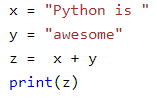 x = "Python is "
y = "awesome"
z =  x + y
print(z)